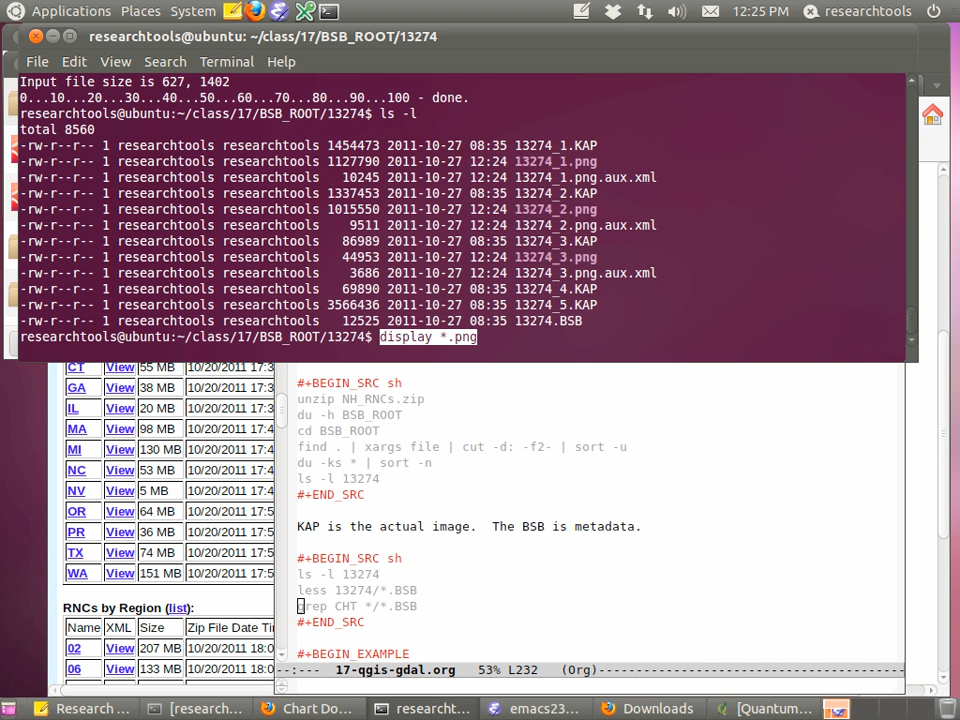 Applications Places System 12:25 PM researchtools
researchtools@ubuntu: ~/class/17/BSB_ROOT/13274
File Edit View Search Terminal Help
Input file size is 627, 1402
0...10...20...30...40...50...60...70...80...90...100 - done.
researchtools@ubuntu:~/class/17/BSB_ROOT/13274$ ls -l
total 8560
-rw-r--r-- 1 researchtools researchtools 1454473 2011-10-27 08:35 13274_1.KAP
-rw-r--r-- 1 researchtools researchtools 1127790 2011-10-27 12:24 13274_1.png
-rw-r--r-- 1 researchtools researchtools 10245 2011-10-27 12:24 13274_1.png.aux.xml
-rw-r--r-- 1 researchtools researchtools 1337453 2011-10-27 08:35 13274_2.KAP
-rw-r--r-- 1 researchtools researchtools 1015550 2011-10-27 12:24 13274_2.png
-rw-r--r-- 1 researchtools researchtools 9511 2011-10-27 12:24 13274_2.png.aux.xml
-rw-r--r-- 1 researchtools researchtools 86989 2011-10-27 08:35 13274_3.KAP
-rw-r--r-- 1 researchtools researchtools 44953 2011-10-27 12:24 13274_3.png
-rw-r--r-- 1 researchtools researchtools 3686 2011-10-27 12:24 13274_3.png.aux.xml
-rw-r--r-- 1 researchtools researchtools 69890 2011-10-27 08:35 13274_4.KAP
-rw-r--r-- 1 researchtools researchtools 3566436 2011-10-27 08:35 13274_5.KAP
-rw-r--r-- 1 researchtools researchtools 12525 2011-10-27 08:35 13274.BSB
researchtools@ubuntu:~/class/17/BSB_ROOT/13274$ display *.png
CT View 55 MB 10/20/2011 17:3
GA View 38 MB 10/20/2011 17:3
IL View 20 MB 10/20/2011 17:3
MA View 98 MB 10/20/2011 17:4
MI View 130 MB 10/20/2011 17:4
NC View 53 MB 10/20/2011 17:4
NV View 5 MB 10/20/2011 17:4
OR View 64 MB 10/20/2011 17:5
PR View 36 MB 10/20/2011 17:5
TX View 74 MB 10/20/2011 17:5
WA View 151 MB 10/20/2011 17:5
RNCs by Region (list):
Name XML Size Zip File Date Ti
02 View 207 MB 10/20/2011 18:0
06 View 133 MB 10/20/2011 18:0
#+BEGIN_SRC sh
unzip NH_RNCs.zip
du -h BSB_ROOT
cd BSB_ROOT
find . | xargs file | cut -d: -f2- | sort -u
du -ks * | sort -n
ls -l 13274
#+END_SRC
KAP is the actual image. The BSB is metadata.
#+BEGIN_SRC sh
ls -l 13274
less 13274/*.BSB
grep CHT */*.BSB
#+END_SRC
#+BEGIN_EXAMPLE
--:--- 17-qgis-gdal.org 53% L232 (Org)----------------------------------------
Research ... [research... Chart Do... researcht... emacs23... Downloads [Quantum...